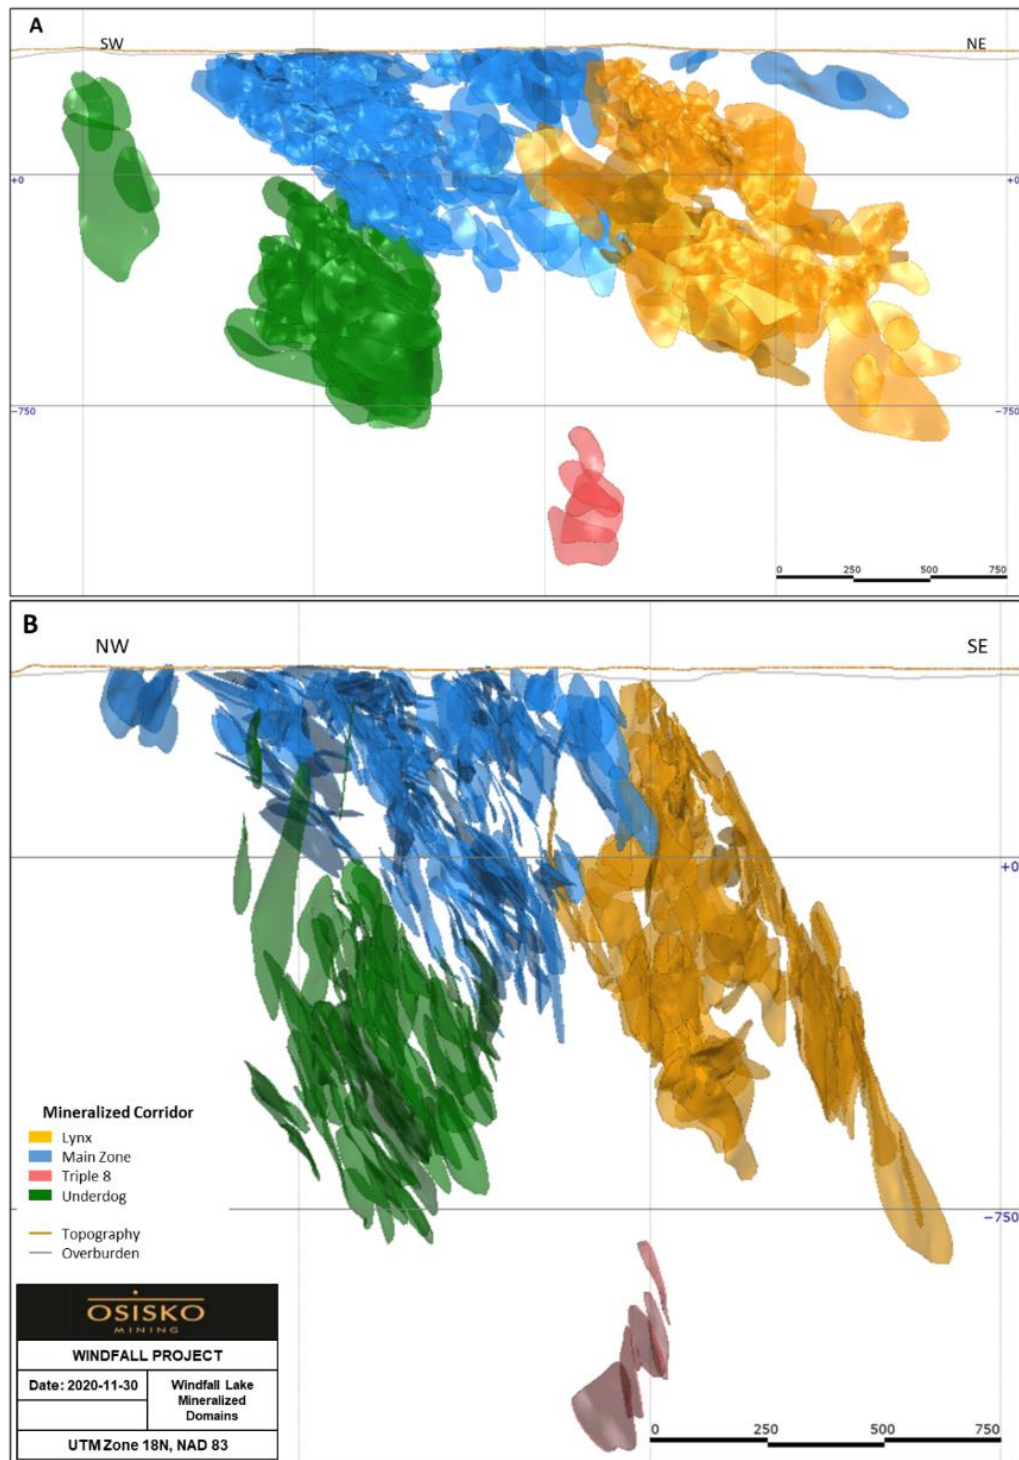 A
SW
NE
+0
+0
-750
-750
0 250 500 750
B
NW
SE
+0
-750
Mineralized Corridor
Lynx
Main Zone
Triple 8
Underdog
Topography
Overburden
OSISKO
MINING
WINDFALL PROJECT
Date: 2020-11-30
Windfall Lake
Mineralized
Domains
UTM Zone 18N, NAD 83
0 250 500 750